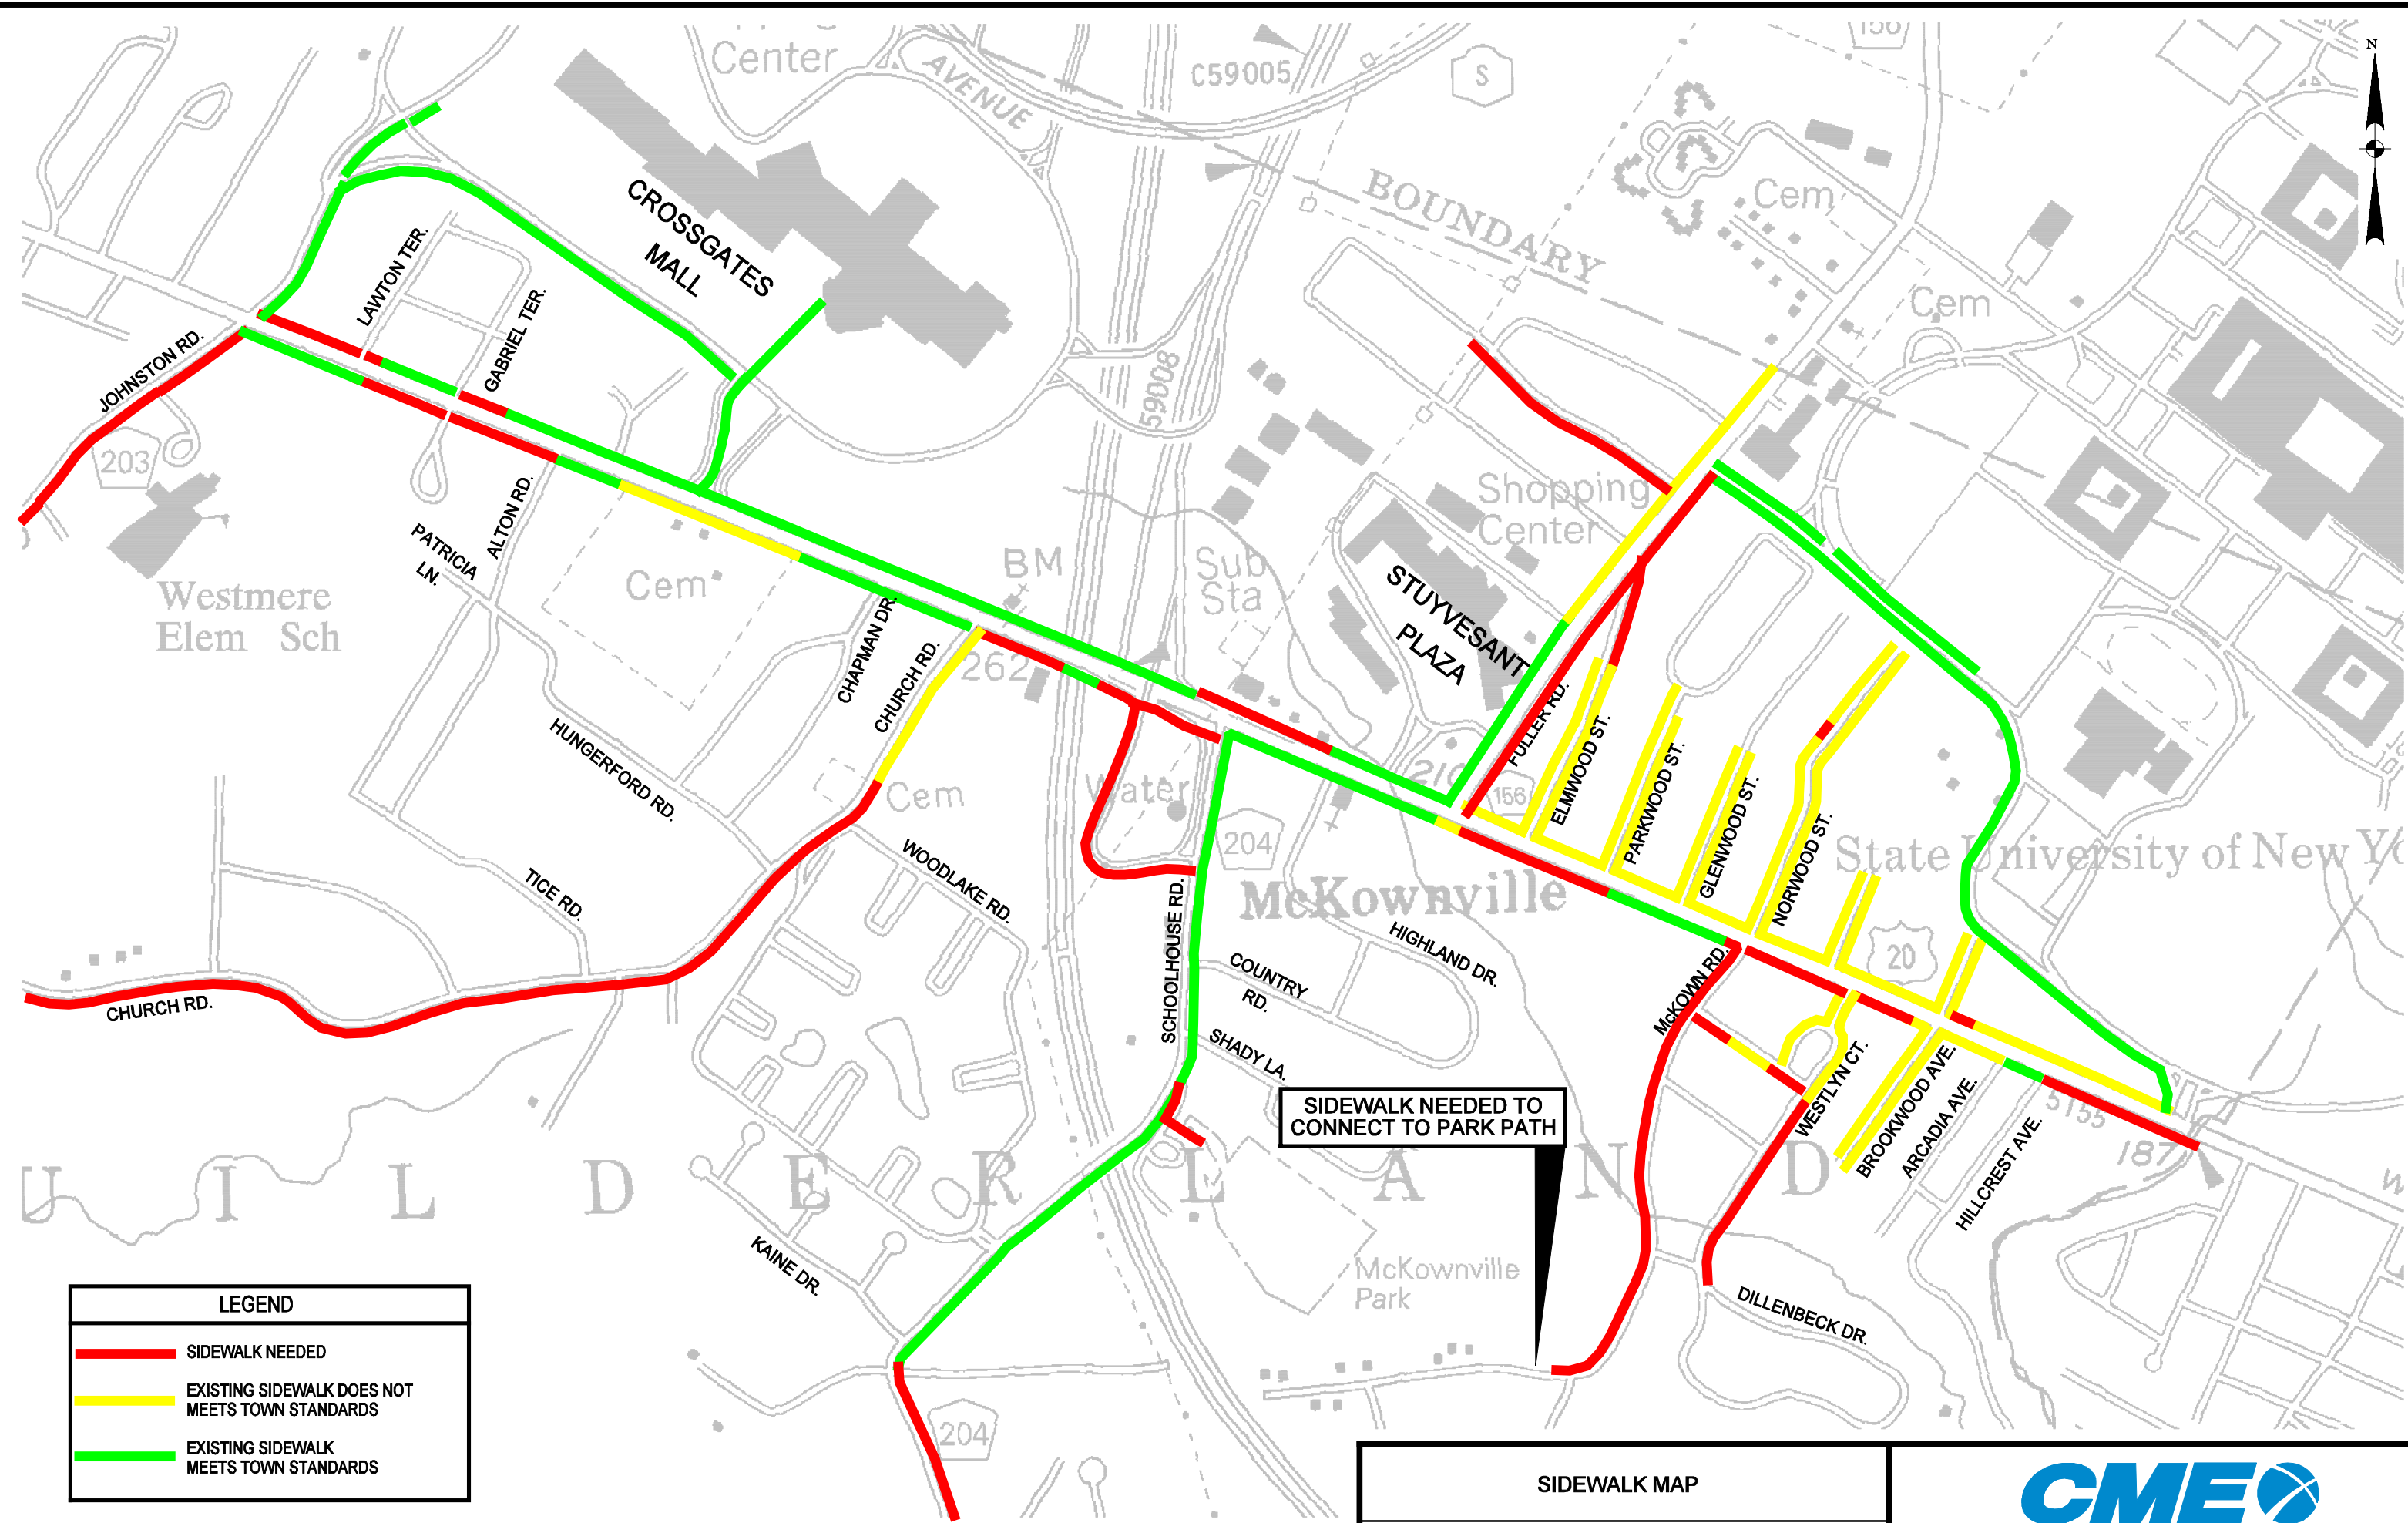 Center
AVENUE
C59005
S
156
N
BOUNDARY
Cem
Cem
CROSSGATES
MALL
LAWTON TER.
GABRIEL TER.
JOHNSTON RD.
203
59008
Westmere
Elem Sch
ALTON RD.
PATRICIA
LN.
Cem
BM
Sub
Sta
Shopping
Center
STUYVESANT
PLAZA
CHAPMAN DR.
CHURCH RD.
262
FULLER RD.
ELMWOOD ST.
PARKWOOD ST.
GLENWOOD ST.
NORWOOD ST.
HUNGERFORD RD.
Cem
Water
210
156
204
State University of New Yo
WOODLAKE RD.
McKownville
TICE RD.
SCHOOLHOUSE RD.
HIGHLAND DR.
COUNTRY
RD.
20
McKOWN RD.
CHURCH RD.
SHADY LA.
WESTLYN CT.
BROOKWOOD AVE.
ARCADIA AVE.
HILLCREST AVE.
5155
187
SIDEWALK NEEDED TO
CONNECT TO PARK PATH
U I L D E R L A N D
W
KAINE DR.
McKownville
Park
DILLENBECK DR.
204
LEGEND
SIDEWALK NEEDED
EXISTING SIDEWALK DOES NOT
MEETS TOWN STANDARDS
EXISTING SIDEWALK
MEETS TOWN STANDARDS
SIDEWALK MAP
CME